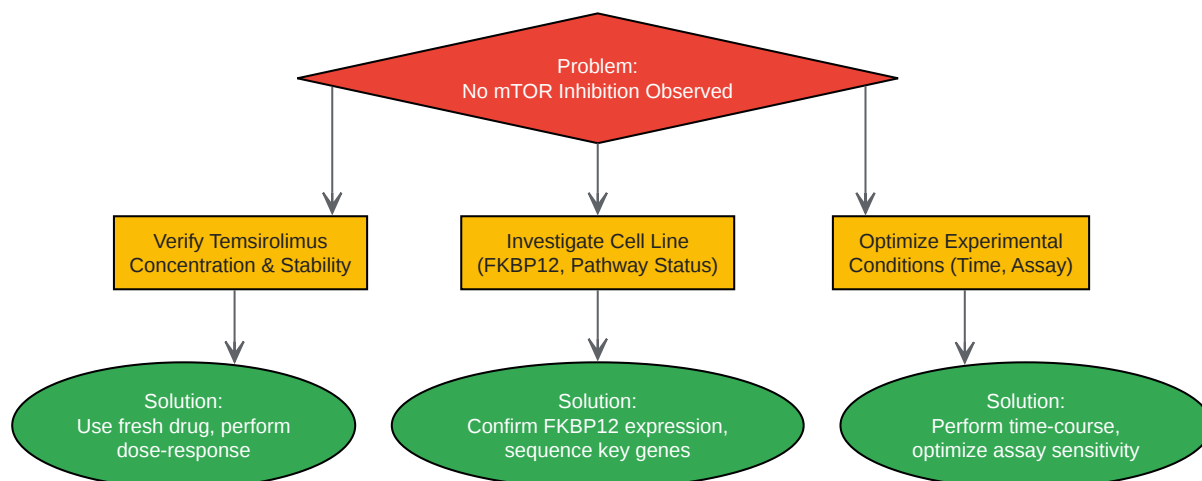 Problem:
No mTOR Inhibition Observed
Verify Temsirolimus
Concentration & Stability
Investigate Cell Line
(FKBP12, Pathway Status)
Optimize Experimental
Conditions (Time, Assay)
Solution:
Use fresh drug, perform
dose-response
Solution:
Confirm FKBP12 expression,
sequence key genes
Solution:
Perform time-course,
optimize assay sensitivity